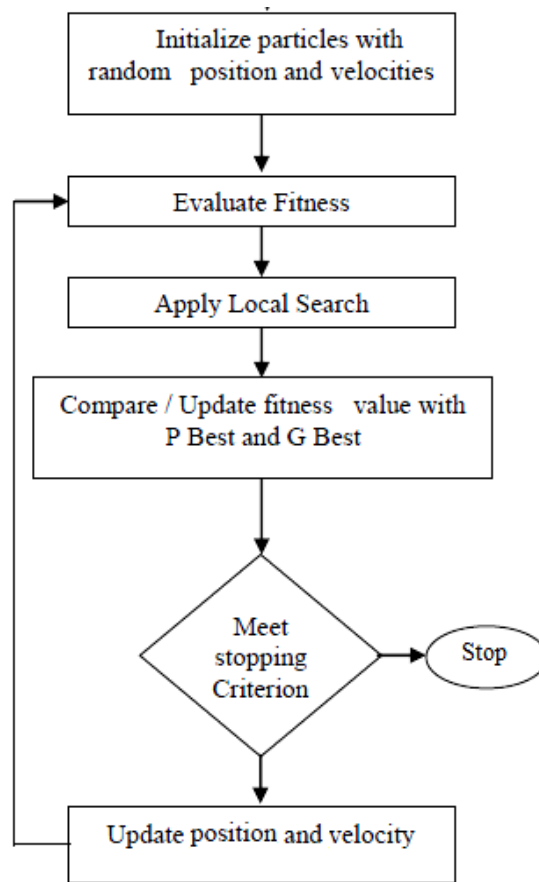 Initialize particles with
random position and velocities
Evaluate Fitness
Apply Local Search
Compare / Update fitness value with
P Best and G Best
Meet
stopping
Criterion
Stop
Update position and velocity